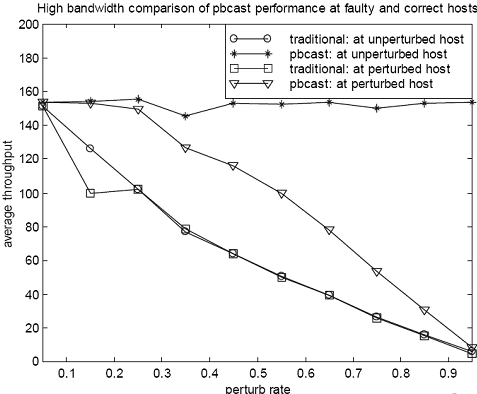 High bandwidth comparison of pbcast performance at faulty and correct hosts
traditional: at unperturbed host
pbcast: at unperturbed host
traditional: at perturbed host
pbcast: at perturbed host
200
180
160
140
120
100
80
60
40
20
0
average throughput
0.1 0.2 0.3 0.4 0.5 0.6 0.7 0.8 0.9
perturb rate